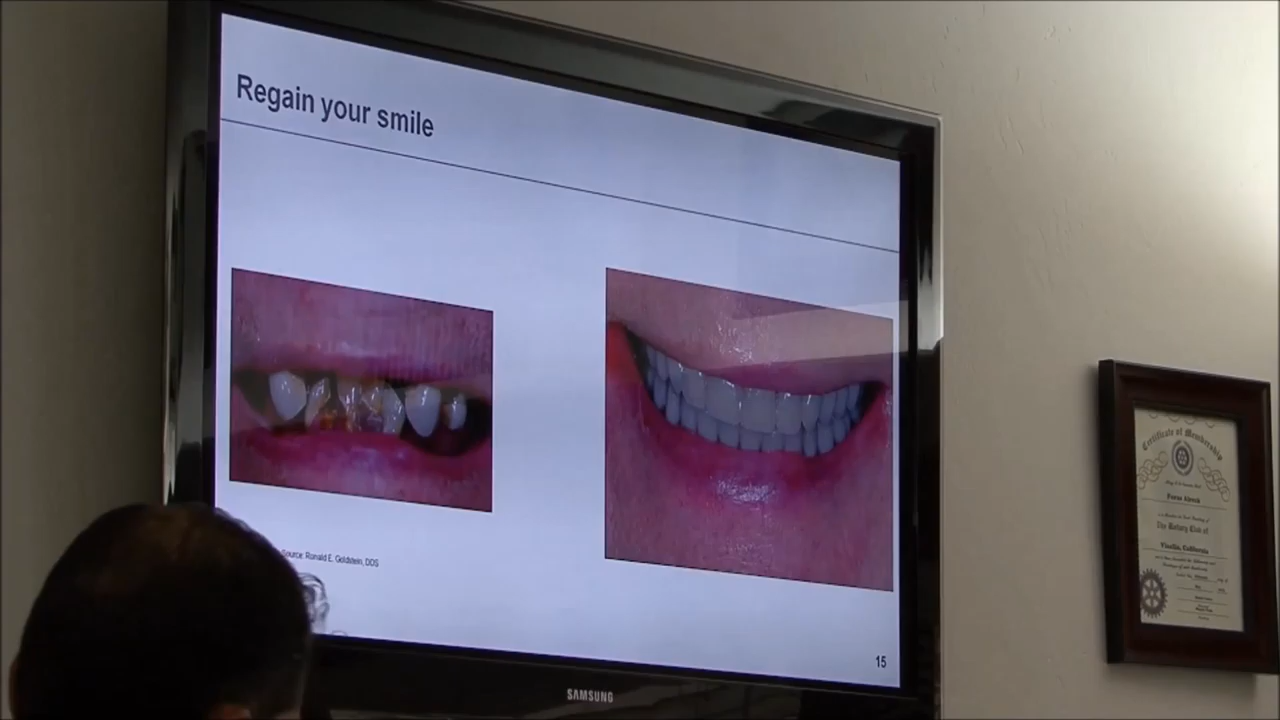 Regain your smile
Source: Ronald E. Goldstein, DDS
15
SAMSUNG
Certificate of Membership
The Rotary Club of
Visalia, California